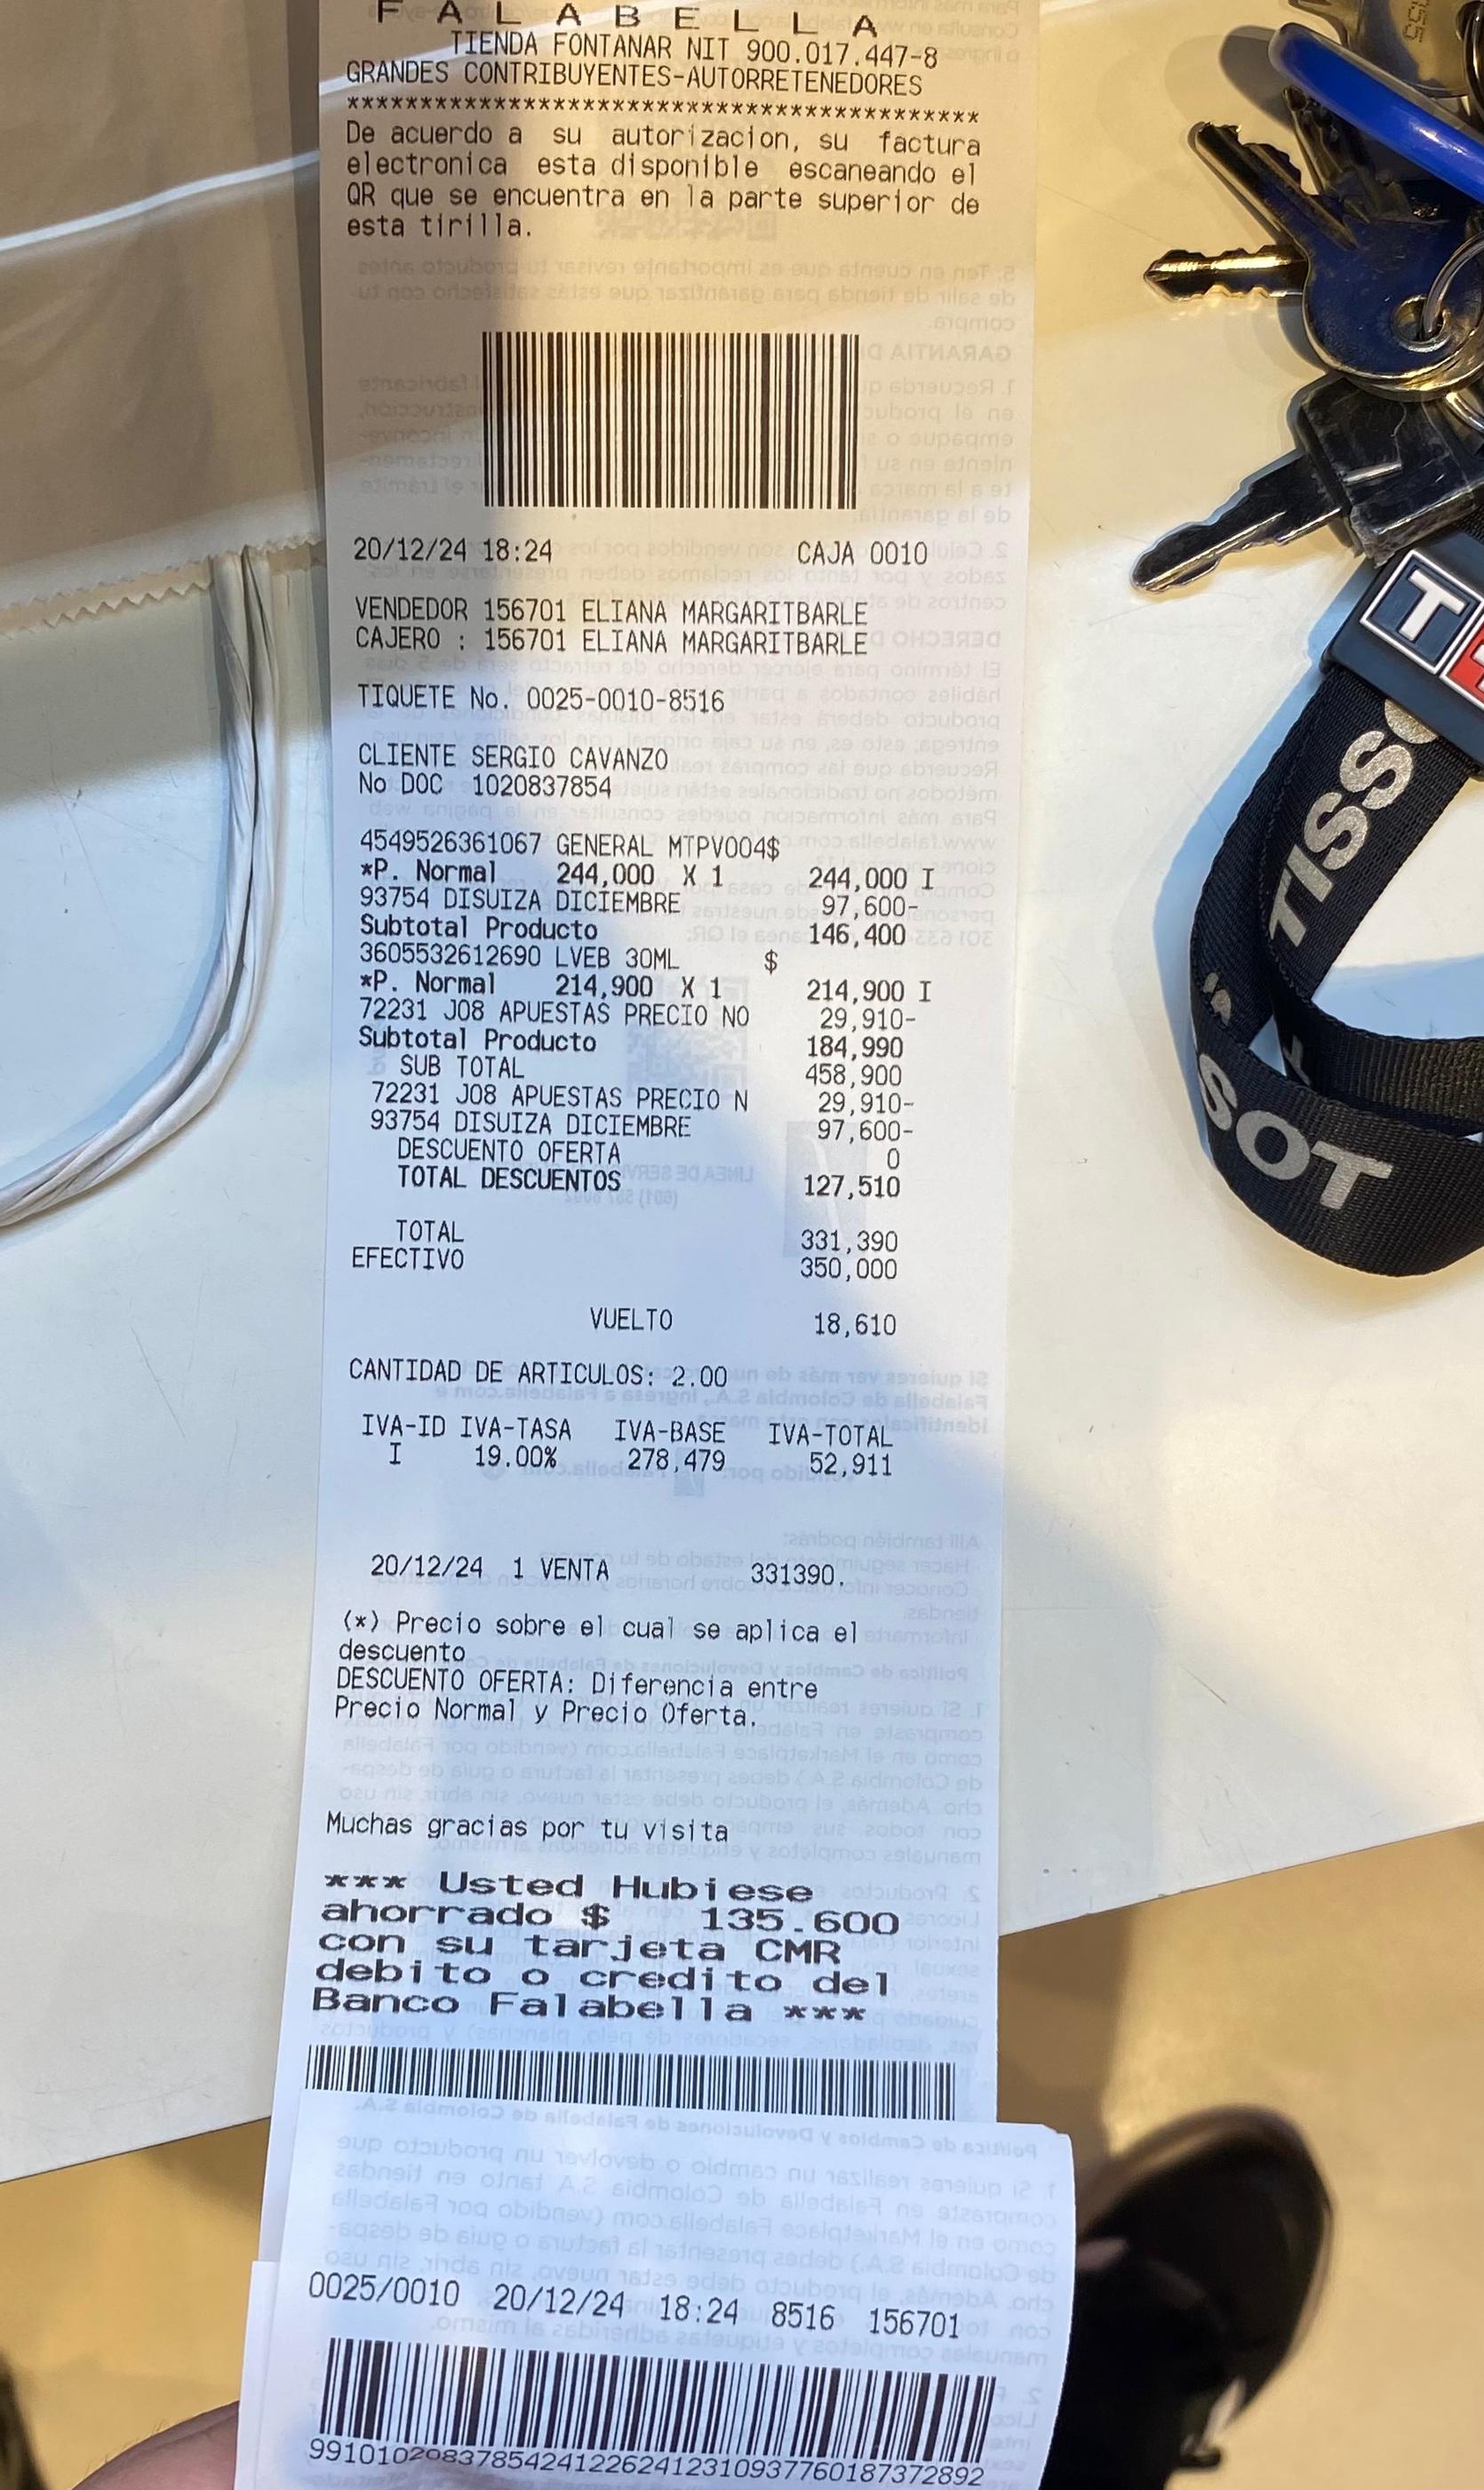 F A L A B E L L A
TIENDA FONTANAR NIT 900.017.447-8
GRANDES CONTRIBUYENTES-AUTORRETENEDORES
*******************************************
De acuerdo a su autorizacion, su factura
electronica esta disponible escaneando el
QR que se encuentra en la parte superior de
esta tirilla.
20/12/24 18:24 CAJA 0010
VENDEDOR 156701 ELIANA MARGARITBARLE
CAJERO : 156701 ELIANA MARGARITBARLE
TIQUETE No. 0025-0010-8516
CLIENTE SERGIO CAVANZO
No DOC 1020837854
4549526361067 GENERAL MTPV004$
*P. Normal 244,000 X 1 244,000 I
93754 DISUIZA DICIEMBRE 97,600-
Subtotal Producto 146,400
3605532612690 LVEB 30ML $
*P. Normal 214,900 X 1 214,900 I
72231 J08 APUESTAS PRECIO NO 29,910-
Subtotal Producto 184,990
SUB TOTAL 458,900
72231 J08 APUESTAS PRECIO N 29,910-
93754 DISUIZA DICIEMBRE 97,600-
DESCUENTO OFERTA 0
TOTAL DESCUENTOS 127,510
TOTAL 331,390
EFECTIVO 350,000
VUELTO 18,610
CANTIDAD DE ARTICULOS: 2.00
IVA-ID IVA-TASA IVA-BASE IVA-TOTAL
I 19.00% 278,479 52,911
20/12/24 1 VENTA 331390.
(*) Precio sobre el cual se aplica el
descuento
DESCUENTO OFERTA: Diferencia entre
Precio Normal y Precio Oferta.
Muchas gracias por tu visita
*** Usted Hubiese
ahorrado $ 135.600
con su tarjeta CMR
debito o credito del
Banco Falabella ***
0025/0010 20/12/24 18:24 8516 156701
991010208378542412262412310937760187372892
TISSO
SOT